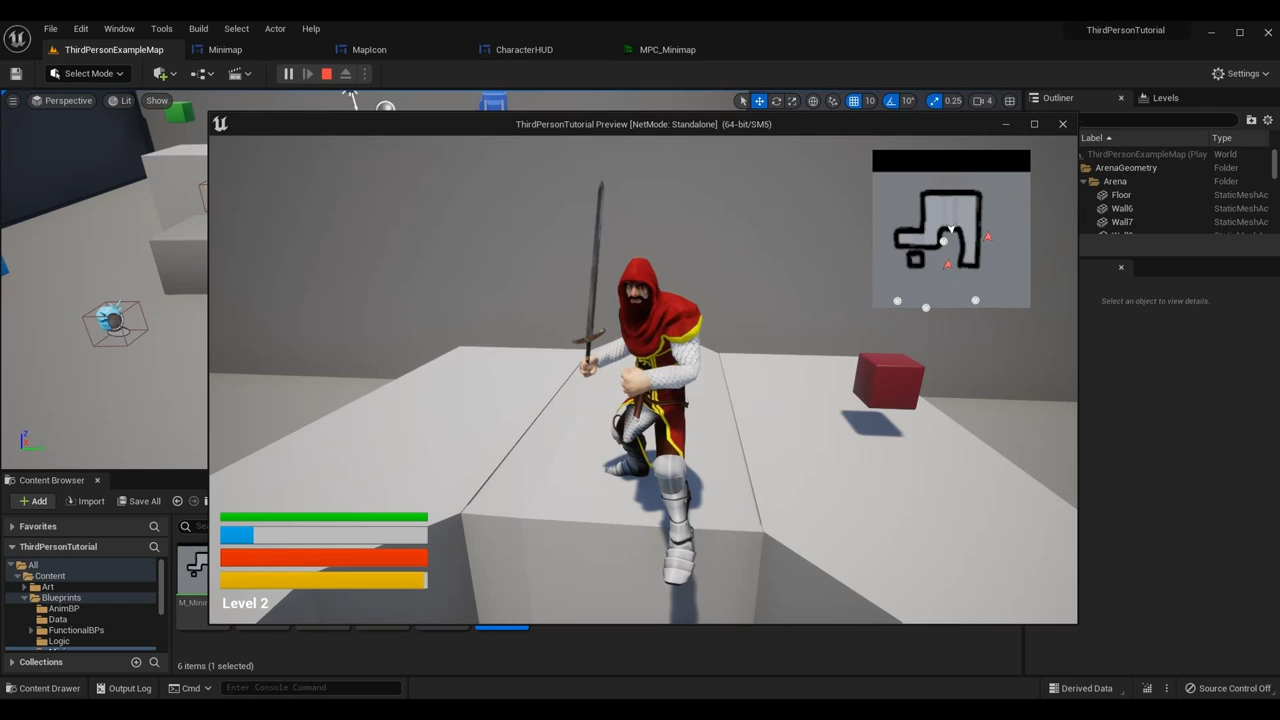 File Edit Window Tools Build Select Actor Help
ThirdPersonTutorial
ThirdPersonExampleMap Minimap MapIcon CharacterHUD MPC_Minimap
Select Mode Settings
Perspective Lit Show 10 10° 0.25 4
Outliner Levels
ThirdPersonTutorial Preview [NetMode: Standalone] (64-bit/SM5)
Label Type
ThirdPersonExampleMap (Play World
ArenaGeometry Folder
Arena Folder
Floor StaticMeshAc
Wall6 StaticMeshAc
Wall7 StaticMeshAc
Select an object to view details.
Z
Content Browser
Add Import Save All
Favorites
ThirdPersonTutorial
All
Content
Art
Blueprints
AnimBP
Data
FunctionalBPs
Logic
Level 2
Collections
6 items (1 selected)
Content Drawer Output Log Cmd Enter Console Command Derived Data Source Control Off